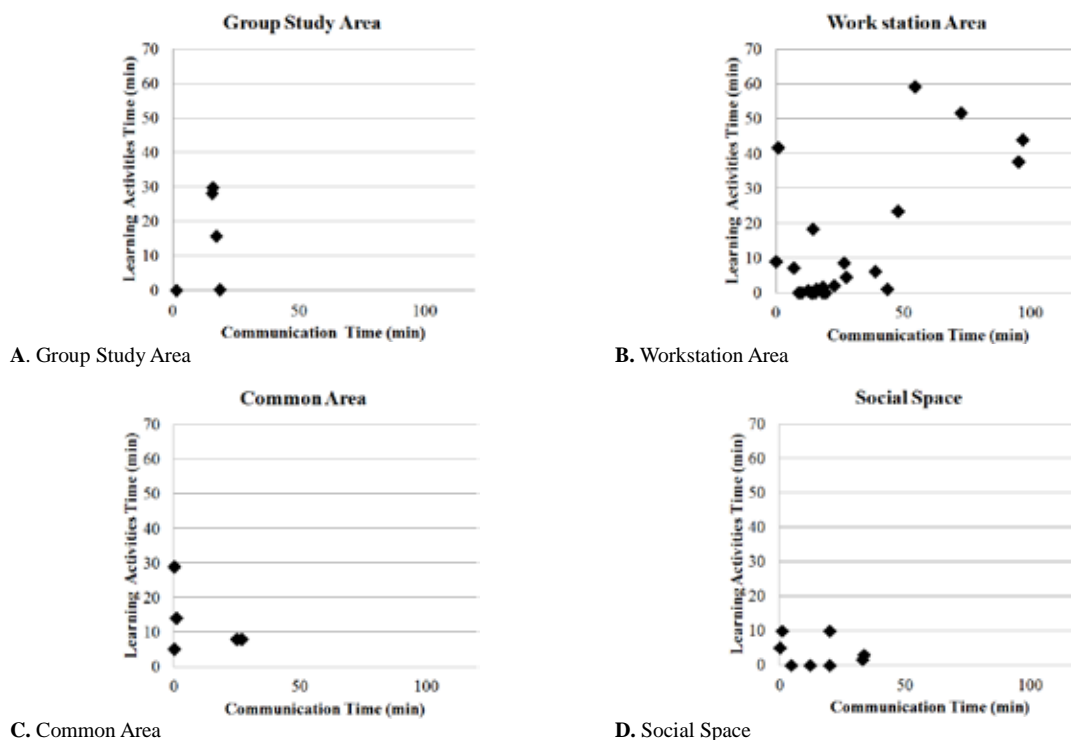 Group Study Area
Learning Activities Time (min)
70
60
50
40
30
20
10
0
0 50 100
Communication Time (min)
A. Group Study Area
Work station Area
Learning Activities Time (min)
70
60
50
40
30
20
10
0
0 50 100
Communication Time (min)
B. Workstation Area
Common Area
Learning Activities Time (min)
70
60
50
40
30
20
10
0
0 50 100
Communication Time (min)
C. Common Area
Social Space
Learning Activities Time (min)
70
60
50
40
30
20
10
0
0 50 100
Communication Time (min)
D. Social Space